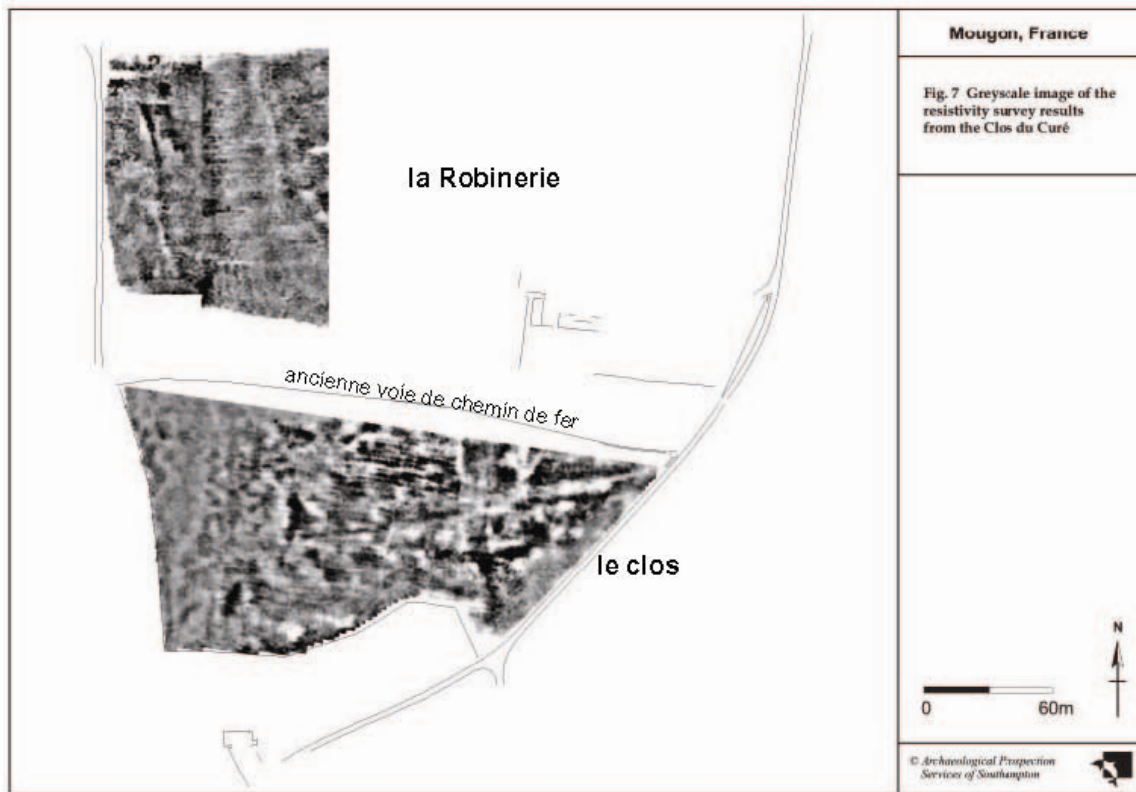 Mougon, France
Fig. 7 Greyscale image of the
resistivity survey results
from the Clos du Curé
la Robinerie
ancienne voie de chemin de fer
le clos
N
0 60m
© Archaeological Prospection
Services of Southampton